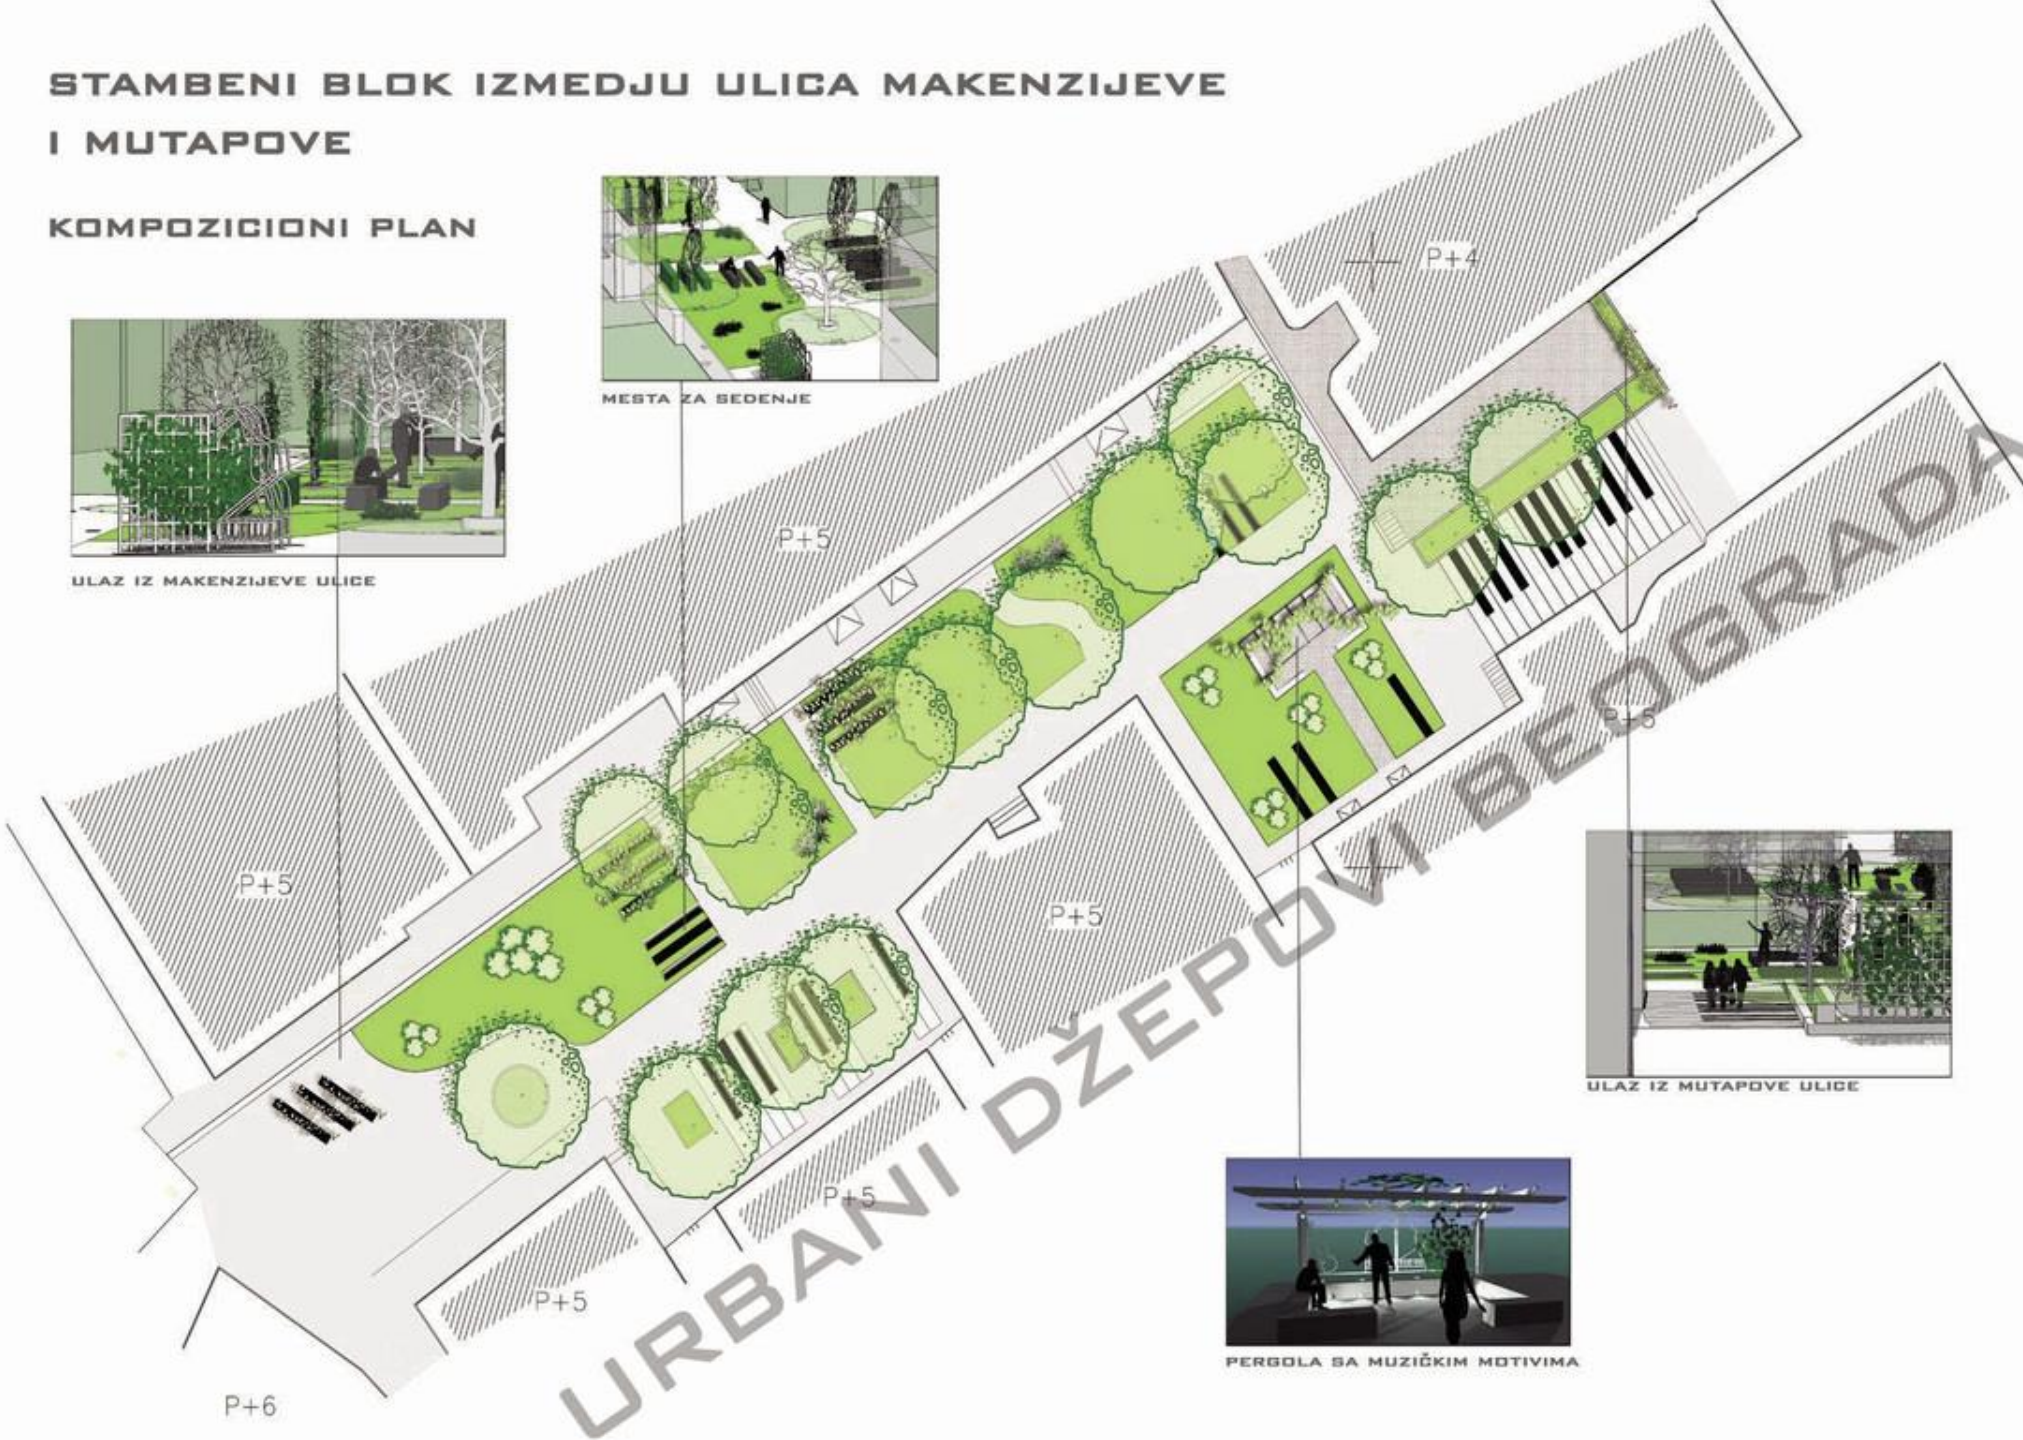 STAMBENI BLOK IZMEDJU ULICA MAKENZIJEVE
I MUTAPOVE
KOMPOZICIONI PLAN
MESTA ZA SEDENJE
ULAZ IZ MAKENZIJEVE ULICE
P+4
P+5
P+5
P+5
P+5
P+5
P+5
P+6
URBANI DŽEPOVI BEOGRADA
ULAZ IZ MUTAPOVE ULICE
PERGOLA SA MUZIČKIM MOTIVIMA